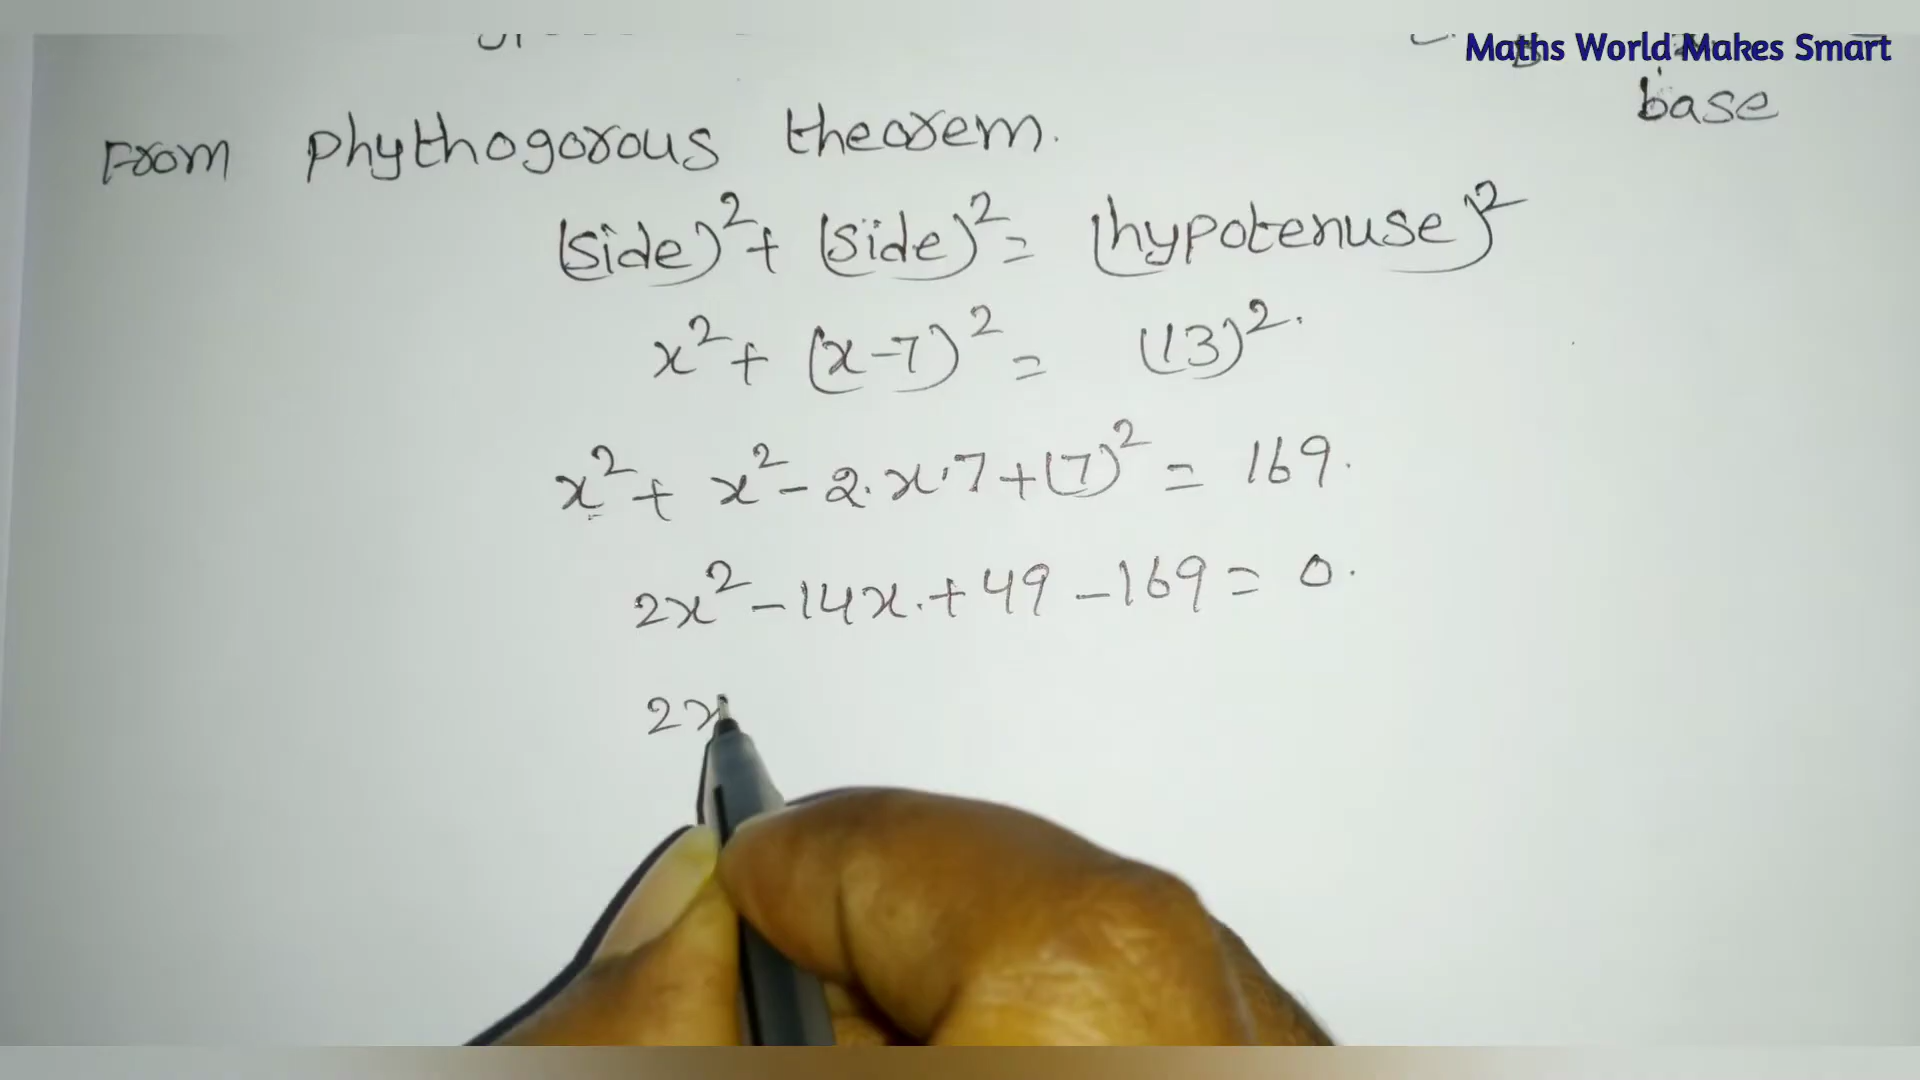 Maths World Makes Smart
base
From phythogorous theorem.
(side)² + (side)² = (hypotenuse)²
x² + (x-7)² = (13)².
x² + x² - 2.x.7 + (7)² = 169.
2x² - 14x. + 49 - 169 = 0.
2x